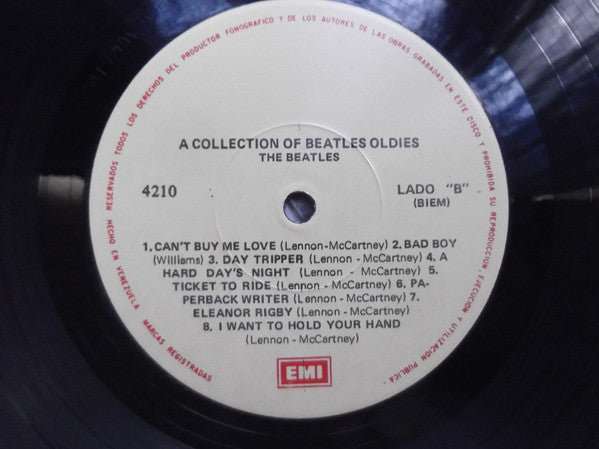 RESERVADOS TODOS LOS DERECHOS DEL PRODUCTOR FONOGRAFICO Y DE LOS AUTORES DE LAS OBRAS GRABADAS EN ESTE DISCO Y PROHIBIDA SU REPRODUCCION, EJECUCION Y UTILIZACION PUBLICA -
HECHO EN VENEZUELA MARCAS REGISTRADAS
A COLLECTION OF BEATLES OLDIES
THE BEATLES
4210
LADO "B"
(BIEM)
1, CAN'T BUY ME LOVE (Lennon-McCartney) 2. BAD BOY
(Williams) 3. DAY TRIPPER (Lennon - McCartney) 4. A
HARD DAY'S NIGHT (Lennon - McCartney) 5.
TICKET TO RIDE (Lennon - McCartney) 6. PA-
PERBACK WRITER (Lennon - McCartney) 7.
ELEANOR RIGBY (Lennon - McCartney)
8. I WANT TO HOLD YOUR HAND
(Lennon - McCartney)
EMI